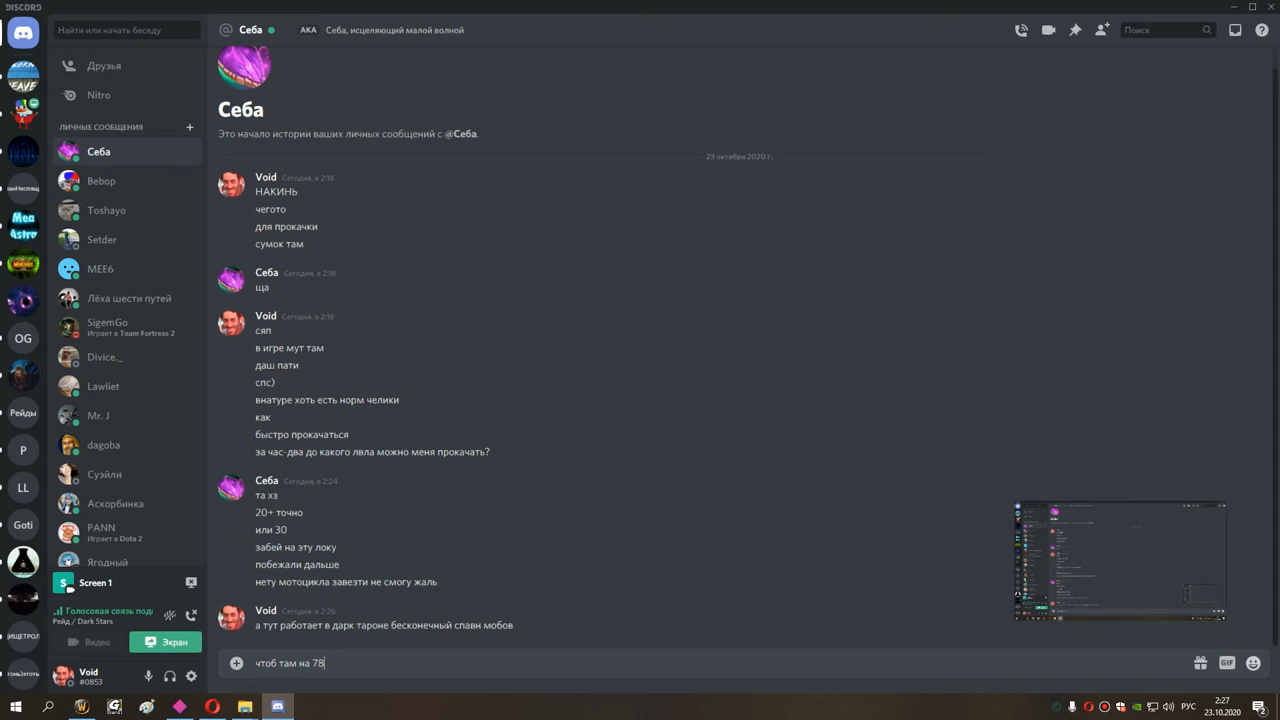 DISCORD
Найти или начать беседу
Друзья
Nitro
ЛИЧНЫЕ СООБЩЕНИЯ
Себа
Bebop
Toshayo
Setder
MEE6
Лёха шести путей
SigemGo
Играет в Team Fortress 2
Divice._
Lawliet
Mr. J
dagoba
Суэйли
Аскорбинка
PANN
Играет в Dota 2
Ягодный
Screen 1
Голосовая связь под
Рейд / Dark Stars
Видео
Экран
Void
#0853
BORN
EAVE
Mea
Astro
OG
Рейды
P
LL
Goti
Себа
AKA
Себа, исцеляющий малой волной
Поиск
Себа
Это начало истории ваших личных сообщений с @Себа.
23 октября 2020 г.
Void Сегодня, в 2:18
НАКИНЬ
чегото
для прокачки
сумок там
Себа Сегодня, в 2:18
ща
Void Сегодня, в 2:18
сяп
в игре мут там
даш пати
спс)
внатуре хоть есть норм челики
как
быстро прокачаться
за час-два до какого лвла можно меня прокачать?
Себа Сегодня, в 2:24
та хз
20+ точно
или 30
забей на эту локу
побежали дальше
нету мотоцикла завезти не смогу жаль
Void Сегодня, в 2:26
а тут работает в дарк тароне бесконечный спавн мобов
чтоб там на 78
GIF
РУС
2:27
23.10.2020